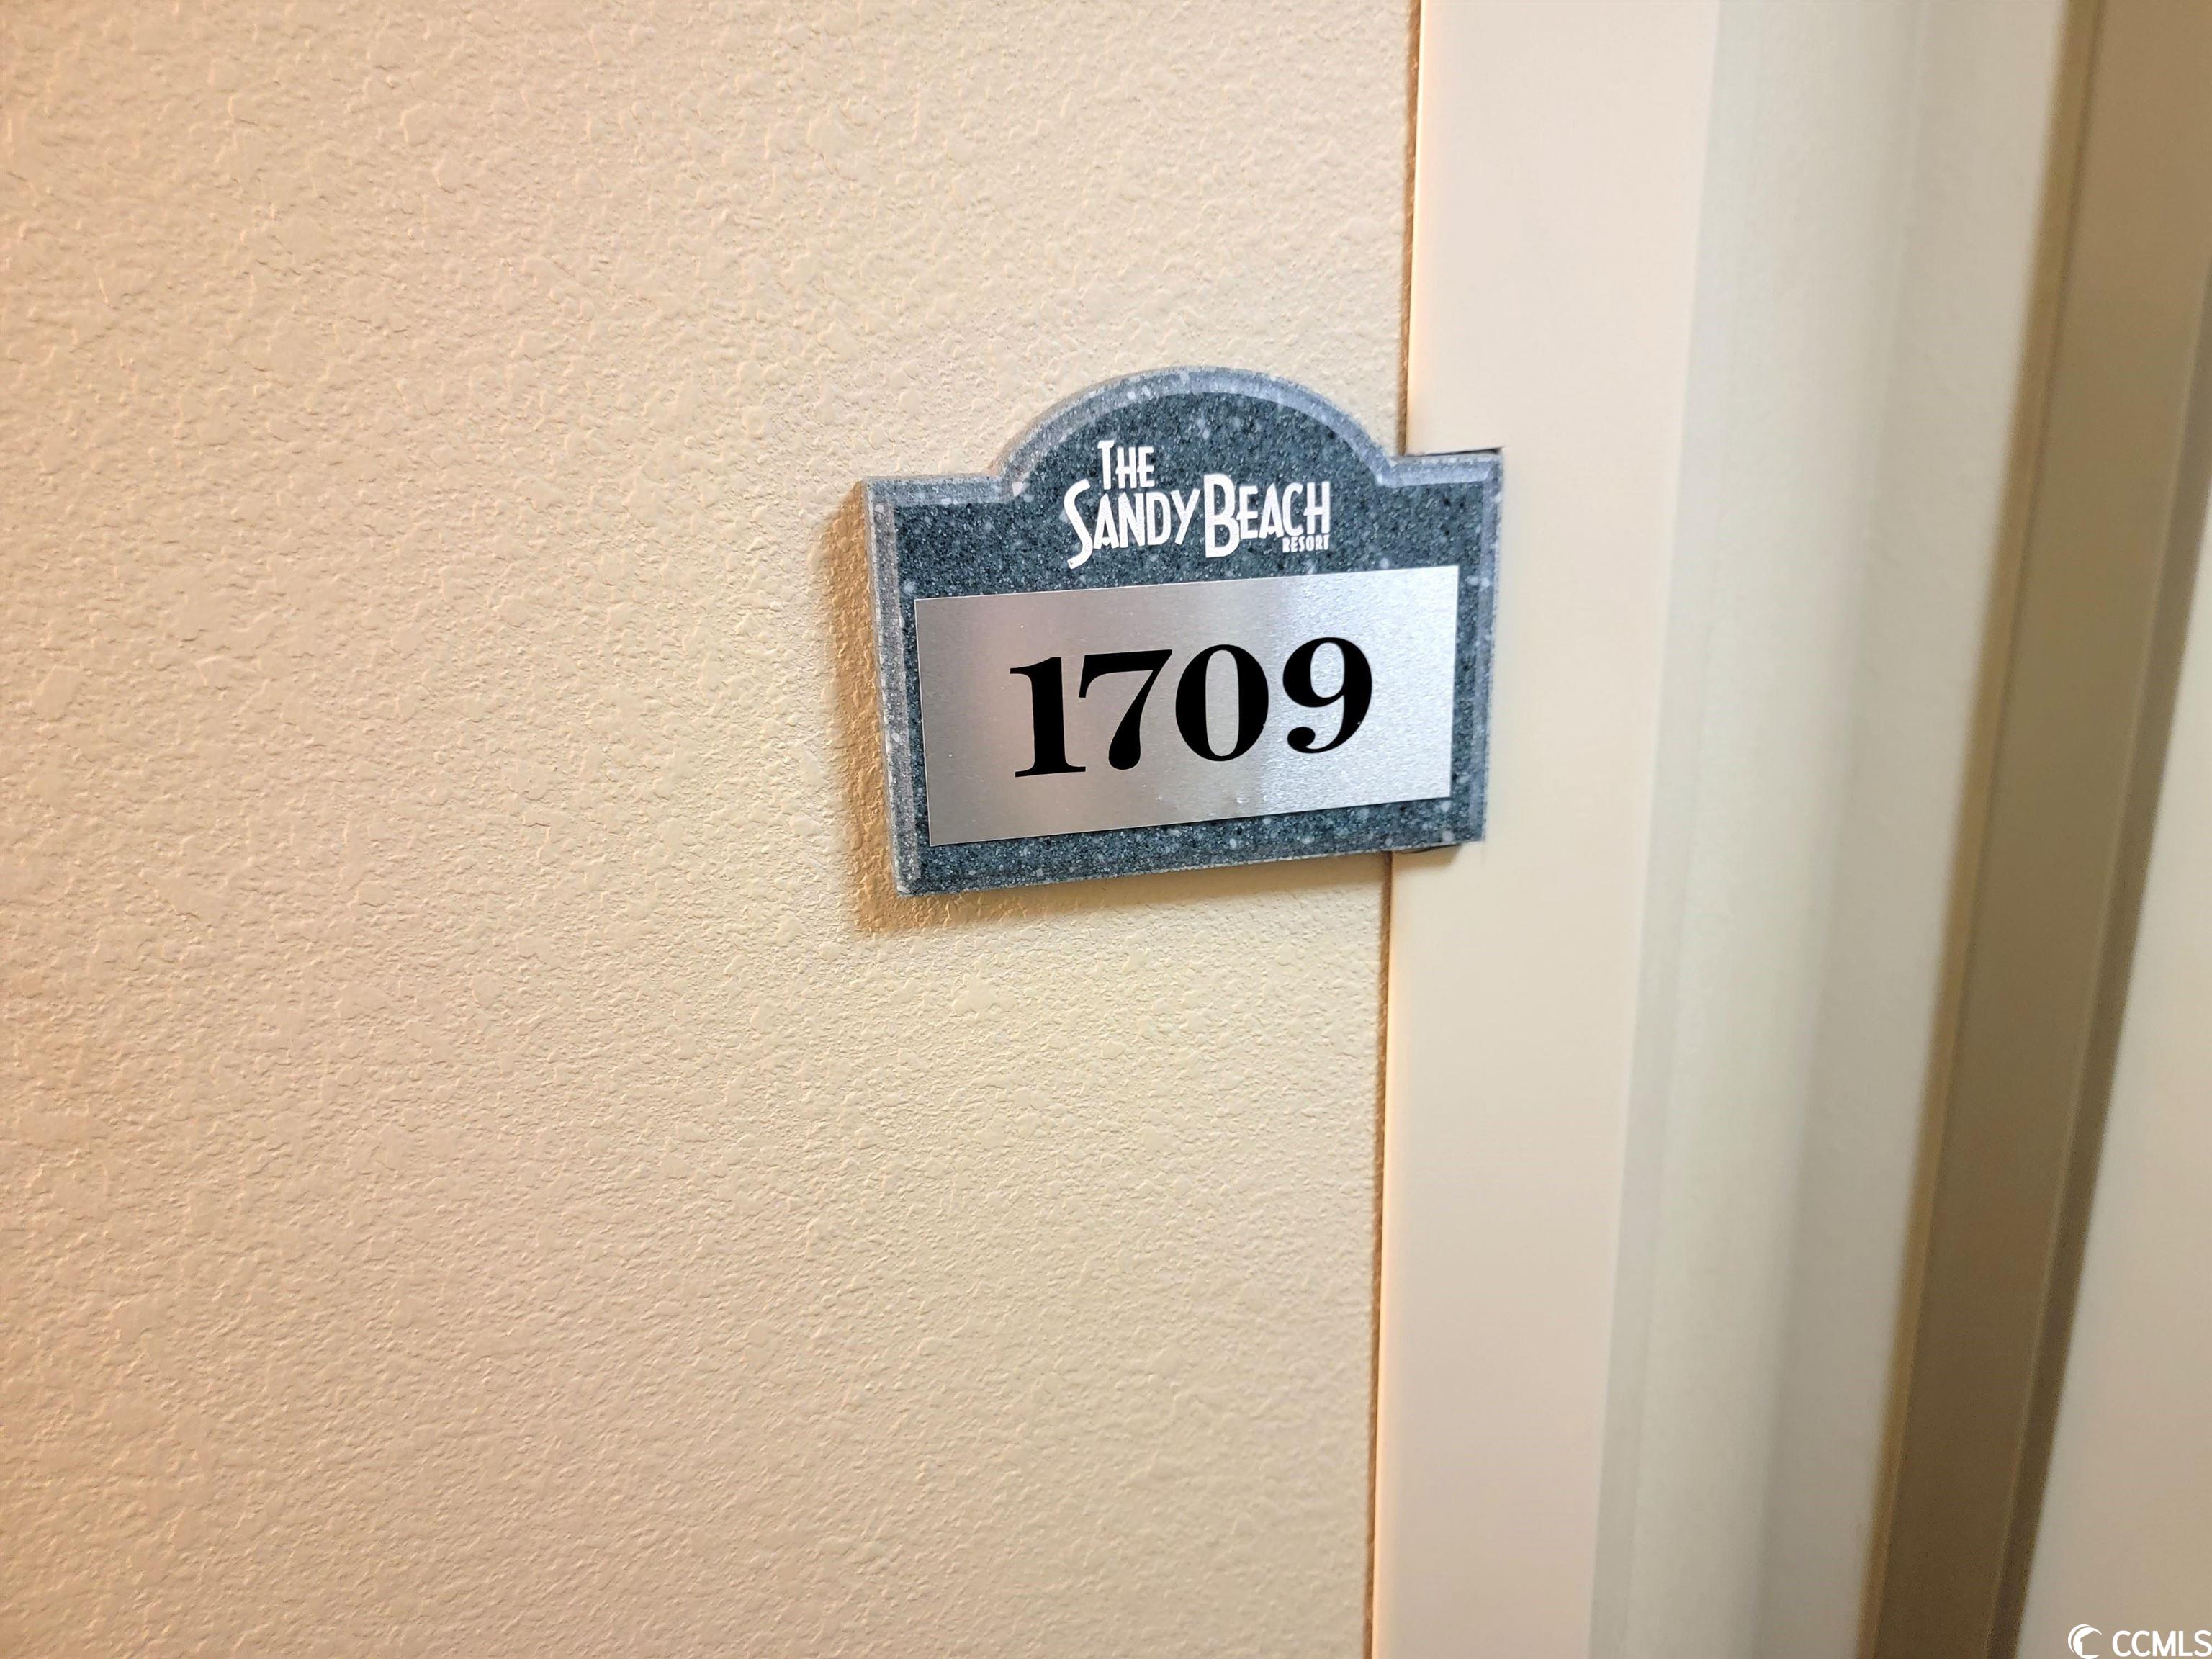 THE
SANDY BEACH
RESORT
1709
CCMLS